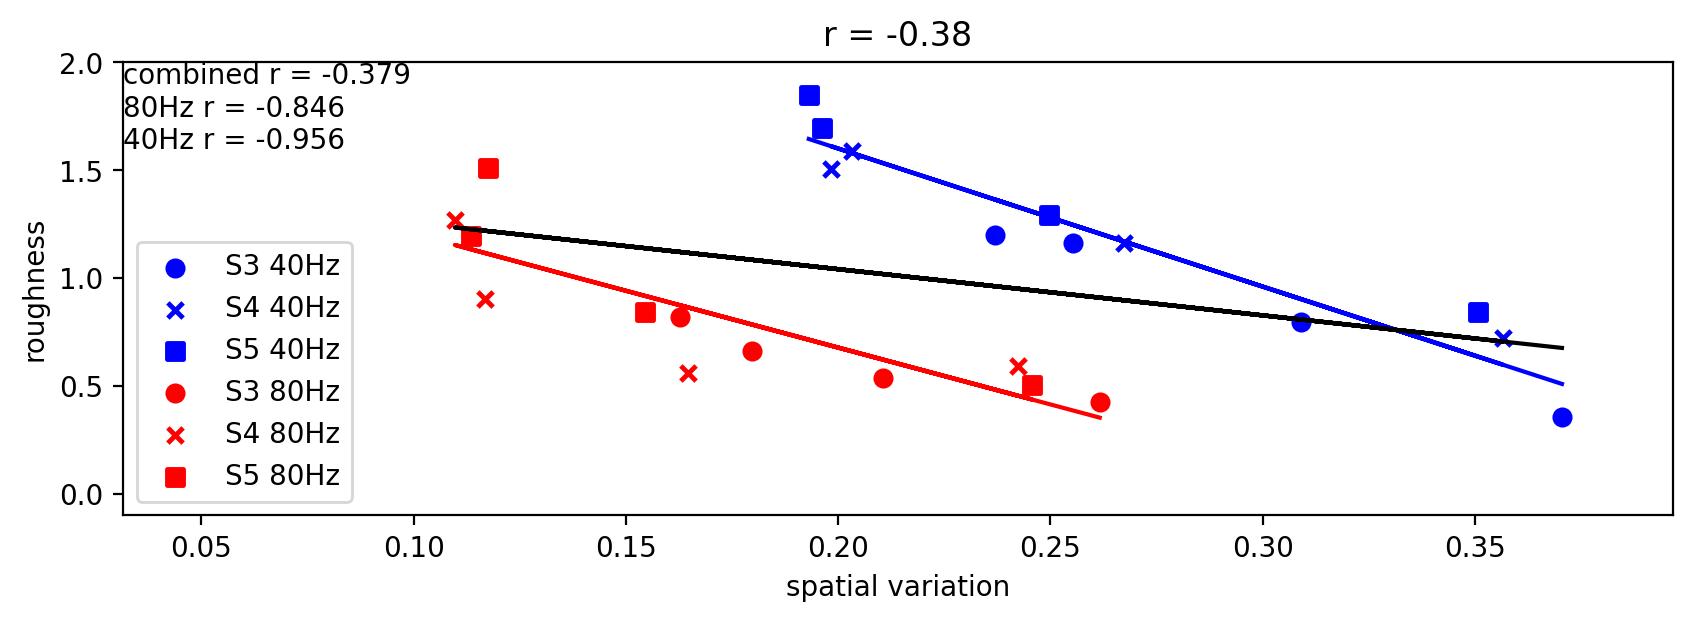 r = -0.38
combined r = -0.379
80Hz r = -0.846
40Hz r = -0.956
2.0
1.5
1.0
0.5
0.0
roughness
S3 40Hz
S4 40Hz
S5 40Hz
S3 80Hz
S4 80Hz
S5 80Hz
0.05 0.10 0.15 0.20 0.25 0.30 0.35
spatial variation